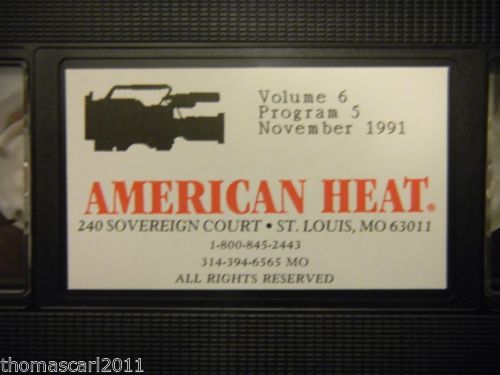 Volume 6
Program 5
November 1991
AMERICAN HEAT®
240 SOVEREIGN COURT • ST. LOUIS, MO 63011
1-800-845-2443
314-394-6565 MO
ALL RIGHTS RESERVED
thomascarl2011